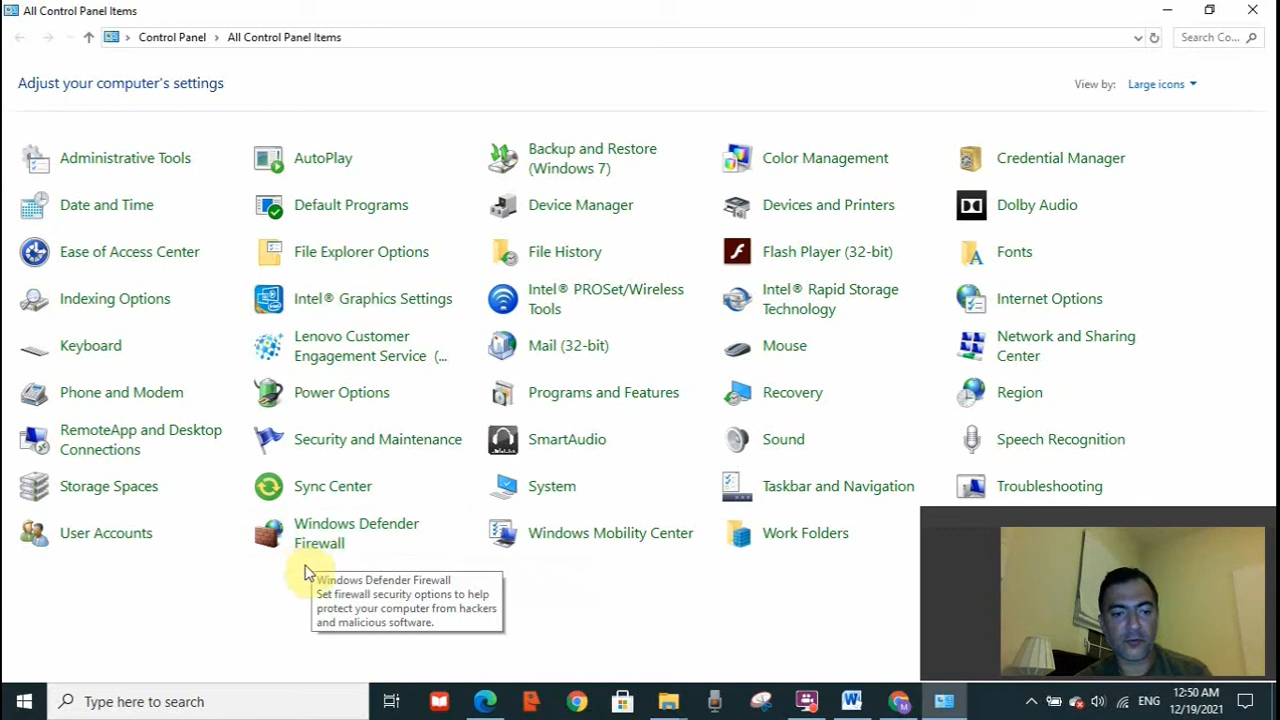 All Control Panel Items
Control Panel > All Control Panel Items
Search Co...
Adjust your computer's settings
View by: Large icons
Administrative Tools
AutoPlay
Backup and Restore
(Windows 7)
Color Management
Credential Manager
Date and Time
Default Programs
Device Manager
Devices and Printers
Dolby Audio
Ease of Access Center
File Explorer Options
File History
Flash Player (32-bit)
Fonts
Indexing Options
Intel® Graphics Settings
Intel® PROSet/Wireless
Tools
Intel® Rapid Storage
Technology
Internet Options
Keyboard
Lenovo Customer
Engagement Service (...
Mail (32-bit)
Mouse
Network and Sharing
Center
Phone and Modem
Power Options
Programs and Features
Recovery
Region
RemoteApp and Desktop
Connections
Security and Maintenance
SmartAudio
Sound
Speech Recognition
Storage Spaces
Sync Center
System
Taskbar and Navigation
Troubleshooting
User Accounts
Windows Defender
Firewall
Windows Mobility Center
Work Folders
Windows Defender Firewall
Set firewall security options to help
protect your computer from hackers
and malicious software.
Type here to search
ENG
12:50 AM
12/19/2021